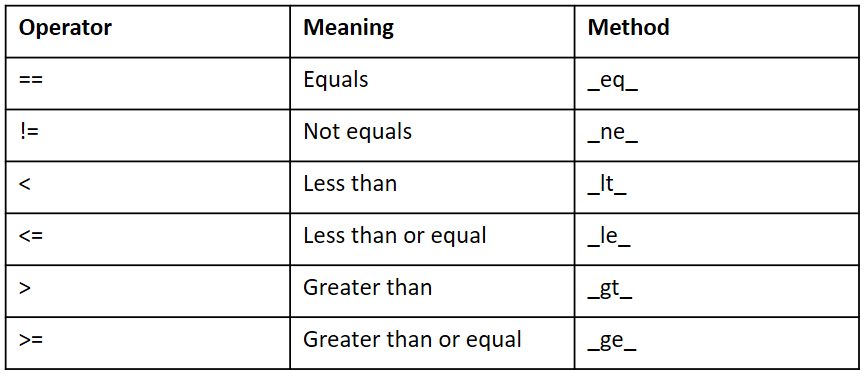 Operator Meaning Method
== Equals _eq_
!= Not equals _ne_
< Less than _lt_
<= Less than or equal _le_
> Greater than _gt_
>= Greater than or equal _ge_